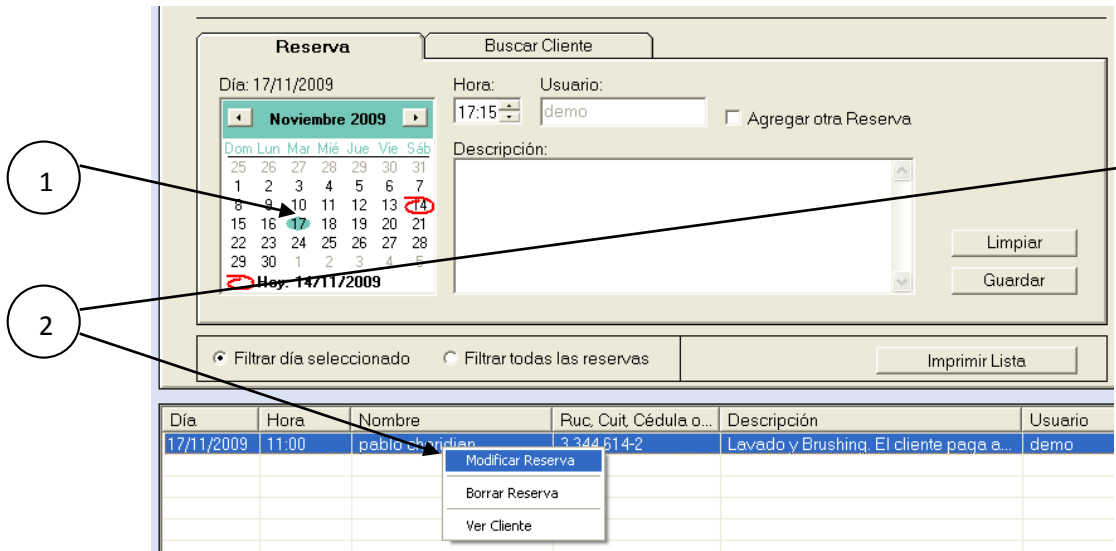 Reserva Buscar Cliente
Día: 17/11/2009 Hora: Usuario:
17:15 demo Agregar otra Reserva
Noviembre 2009
Descripción:
Dom Lun Mar Mié Jue Vie Sáb
25 26 27 28 29 30 31
1 2 3 4 5 6 7
8 9 10 11 12 13 14
15 16 17 18 19 20 21
22 23 24 25 26 27 28
29 30 1 2 3 4 5
Hoy: 14/11/2009
Limpiar
Guardar
1
2
Filtrar día seleccionado Filtrar todas las reservas Imprimir Lista
Día Hora Nombre Ruc, Cuit, Cédula o... Descripción Usuario
17/11/2009 11:00 pablo 3.344.614-2 Lavado y Brushing. El cliente paga a... demo
Modificar Reserva
Borrar Reserva
Ver Cliente